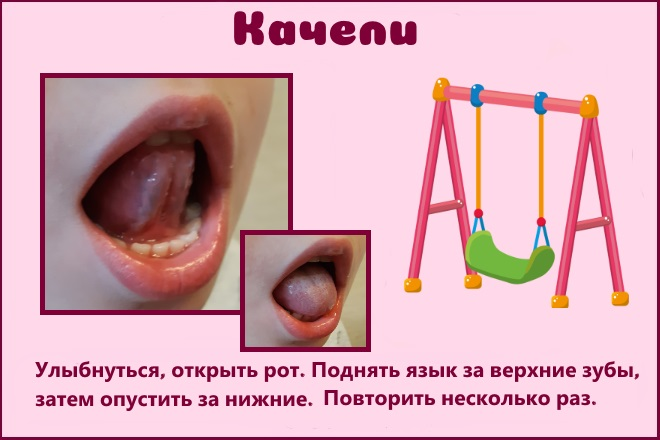 Качели
Улыбнуться, открыть рот. Поднять язык за верхние зубы,
затем опустить за нижние. Повторить несколько раз.